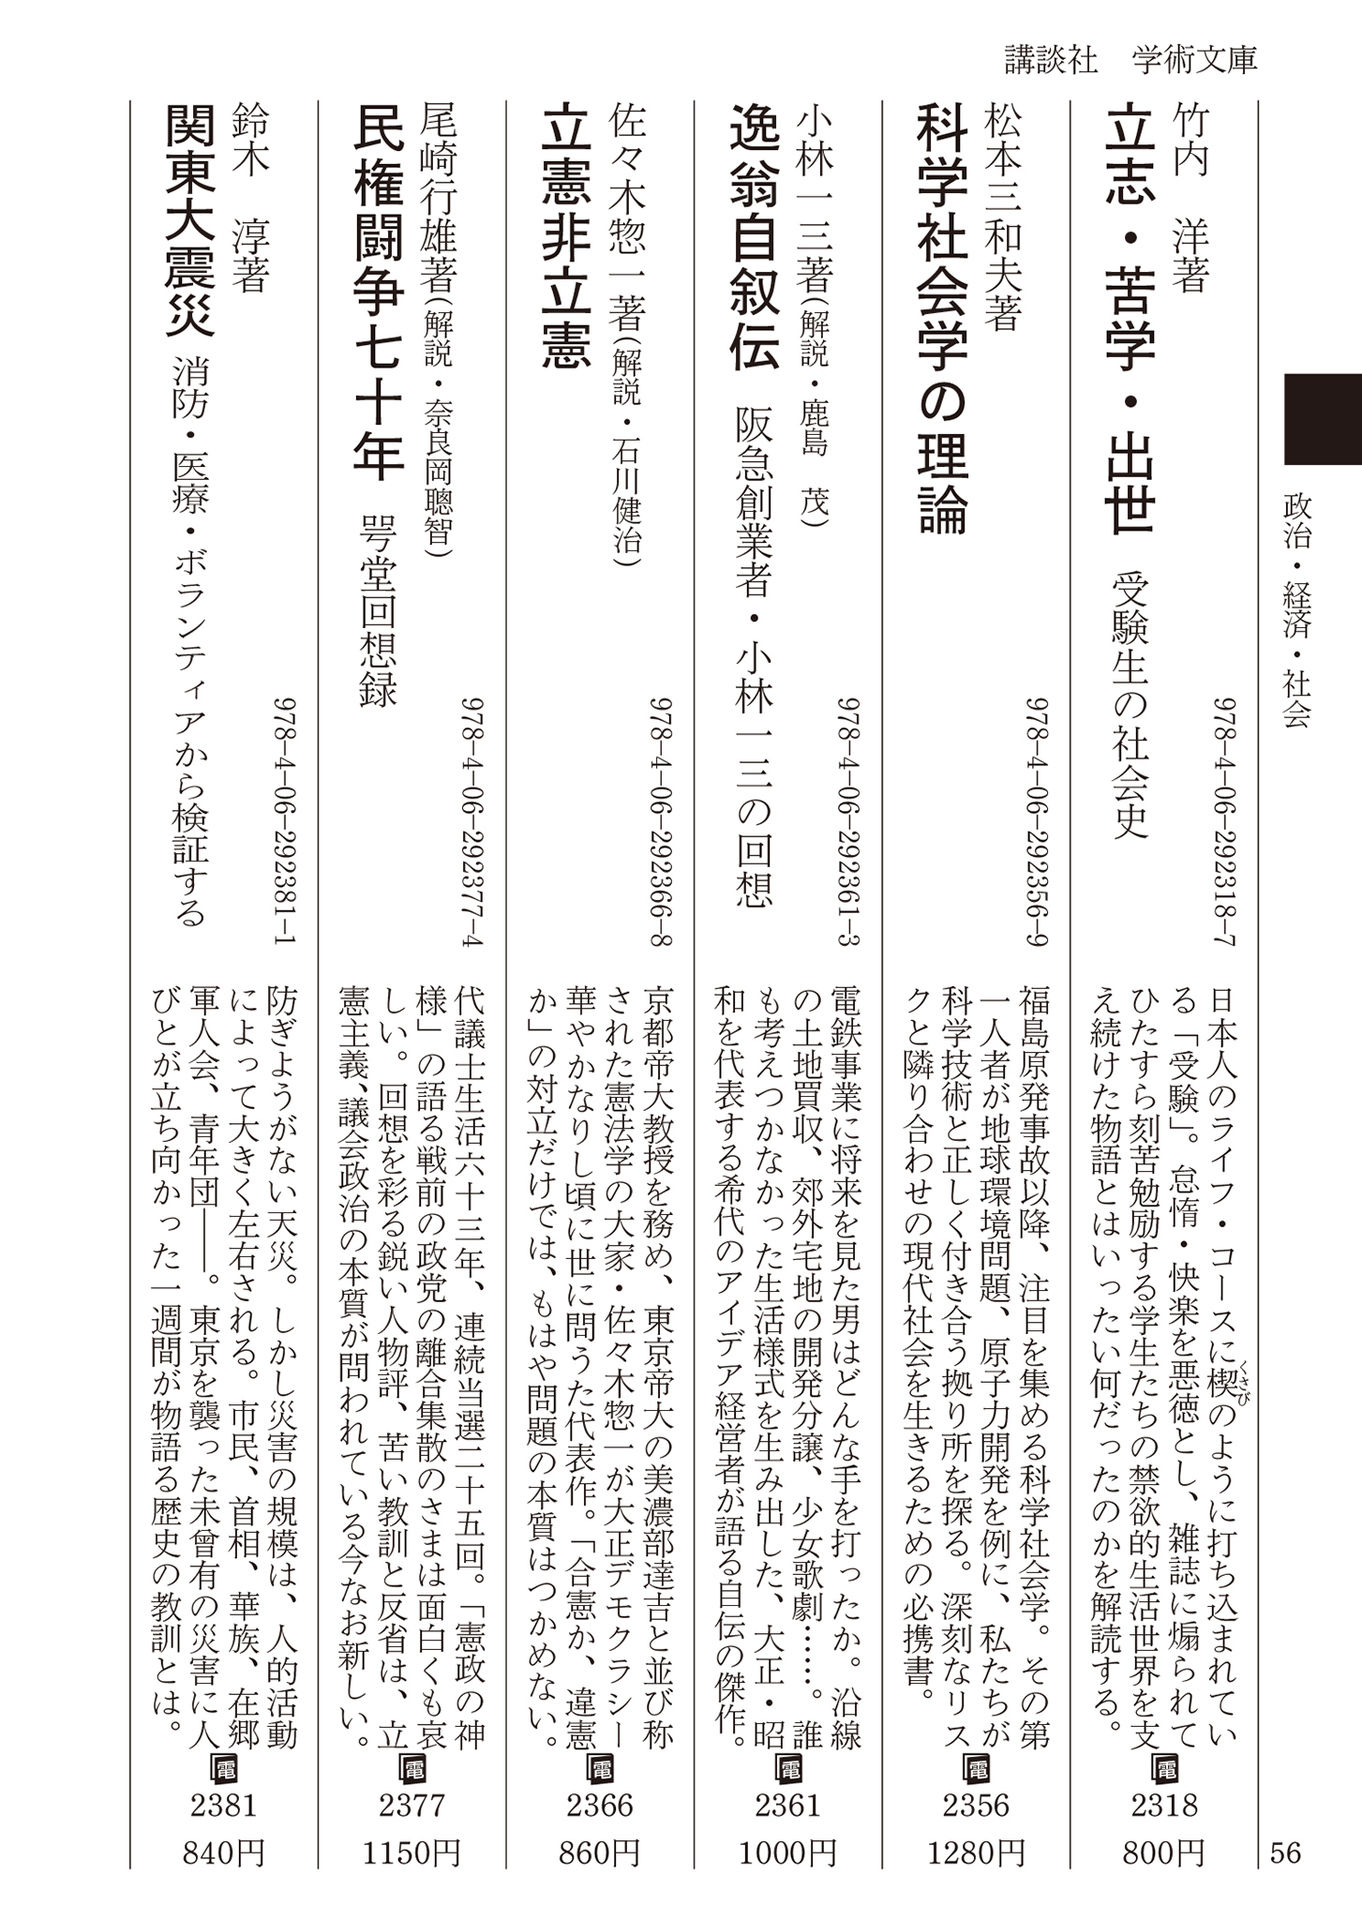 講談社　学術文庫
政治・経済・社会
竹内　洋著
立志・苦学・出世　受験生の社会史
978-4-06-292318-7
日本人のライフ・コースに楔のように打ち込まれてい
くさび
る「受験」。怠惰・快楽を悪徳とし、雑誌に煽られて
ひたすら刻苦勉励する学生たちの禁欲的生活世界を支
え続けた物語とはいったい何だったのかを解読する。
電
2318
800円
松本三和夫著
科学社会学の理論
978-4-06-292356-9
福島原発事故以降、注目を集める科学社会学。その第
一人者が地球環境問題、原子力開発を例に、私たちが
科学技術と正しく付き合う拠り所を探る。深刻なリス
クと隣り合わせの現代社会を生きるための必携書。
電
2356
1280円
小林一三著(解説・鹿島　茂)
逸翁自叙伝　阪急創業者・小林一三の回想
978-4-06-292361-3
電鉄事業に将来を見た男はどんな手を打ったか。沿線
の土地買収、郊外宅地の開発分譲、少女歌劇……。誰
も考えつかなかった生活様式を生み出した、大正・昭
和を代表する希代のアイデア経営者が語る自伝の傑作。
電
2361
1000円
佐々木惣一著(解説・石川健治)
立憲非立憲
978-4-06-292366-8
京都帝大教授を務め、東京帝大の美濃部達吉と並び称
された憲法学の大家・佐々木惣一が大正デモクラシー
華やかなりし頃に世に問うた代表作。「合憲か、違憲
か」の対立だけでは、もはや問題の本質はつかめない。
電
2366
860円
尾崎行雄著(解説・奈良岡聰智)
民権闘争七十年　咢堂回想録
978-4-06-292377-4
代議士生活六十三年、連続当選二十五回。「憲政の神
様」の語る戦前の政党の離合集散のさまは面白くも哀
しい。回想を彩る鋭い人物評、苦い教訓と反省は、立
憲主義、議会政治の本質が問われている今なお新しい。
電
2377
1150円
鈴木　淳著
関東大震災　消防・医療・ボランティアから検証する
978-4-06-292381-1
防ぎようがない天災。しかし災害の規模は、人的活動
によって大きく左右される。市民、首相、華族、在郷
軍人会、青年団――。東京を襲った未曾有の災害に人
びとが立ち向かった一週間が物語る歴史の教訓とは。
電
2381
840円
56